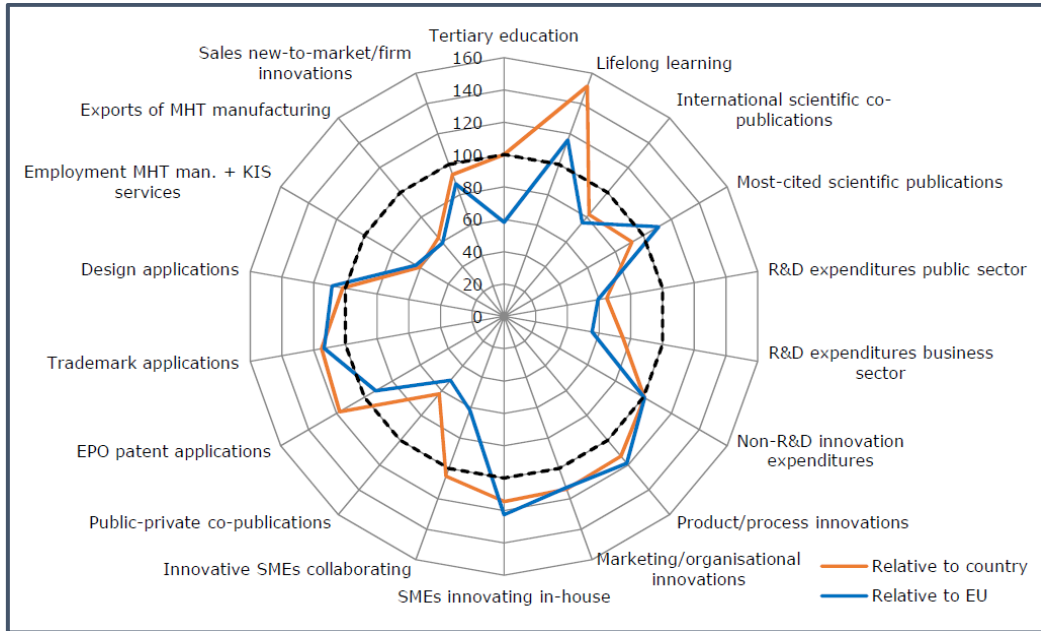 Tertiary education
Sales new-to-market/firm
innovations
Lifelong learning
Exports of MHT manufacturing
International scientific co-
publications
Employment MHT man. + KIS
services
Most-cited scientific publications
Design applications
R&D expenditures public sector
Trademark applications
R&D expenditures business
sector
EPO patent applications
Non-R&D innovation
expenditures
Public-private co-publications
Product/process innovations
Innovative SMEs collaborating
Marketing/organisational
innovations
SMEs innovating in-house
160
140
120
100
80
60
40
20
0
Relative to country
Relative to EU